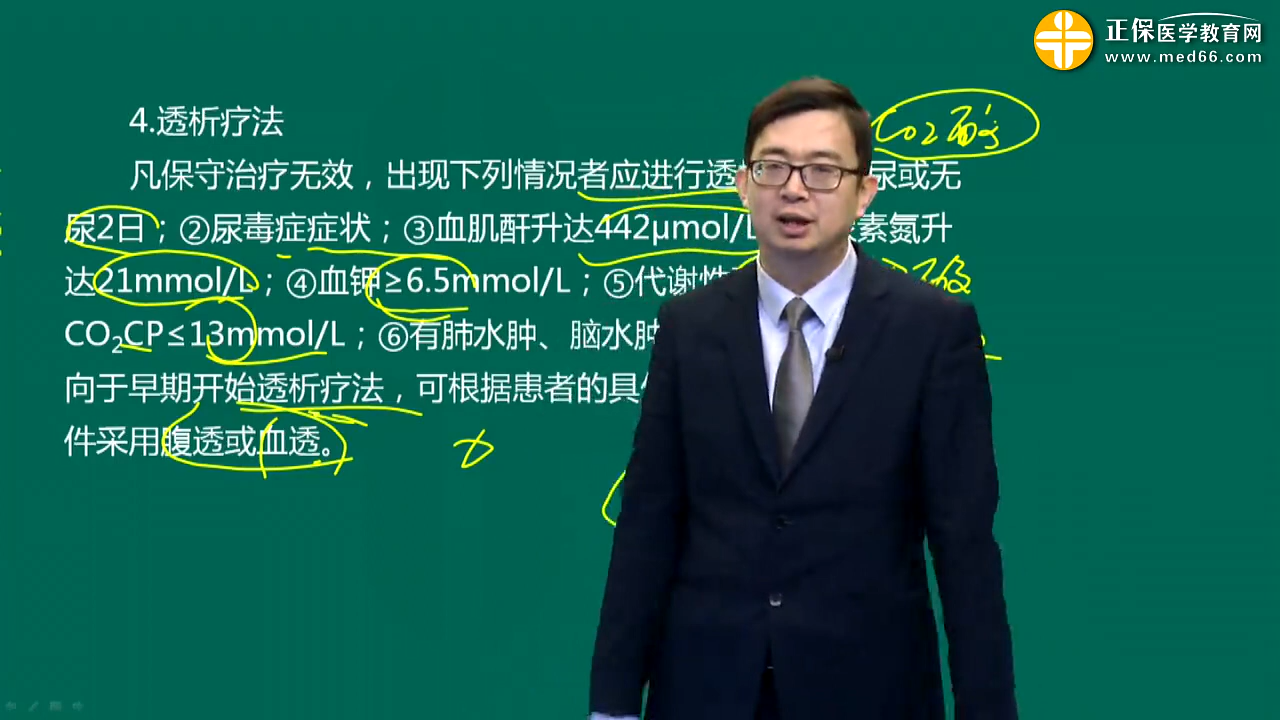 正保医学教育网
www.med66.com
4.透析疗法
CO2 酸
凡保守治疗无效，出现下列情况者应进行透 尿或无
尿2日；②尿毒症症状；③血肌酐升达442μmol/L 素氮升
达21mmol/L；④血钾≥6.5mmol/L；⑤代谢性 酸
CO₂CP≤13mmol/L；⑥有肺水肿、脑水肿
向于早期开始透析疗法，可根据患者的具
件采用腹透或血透。